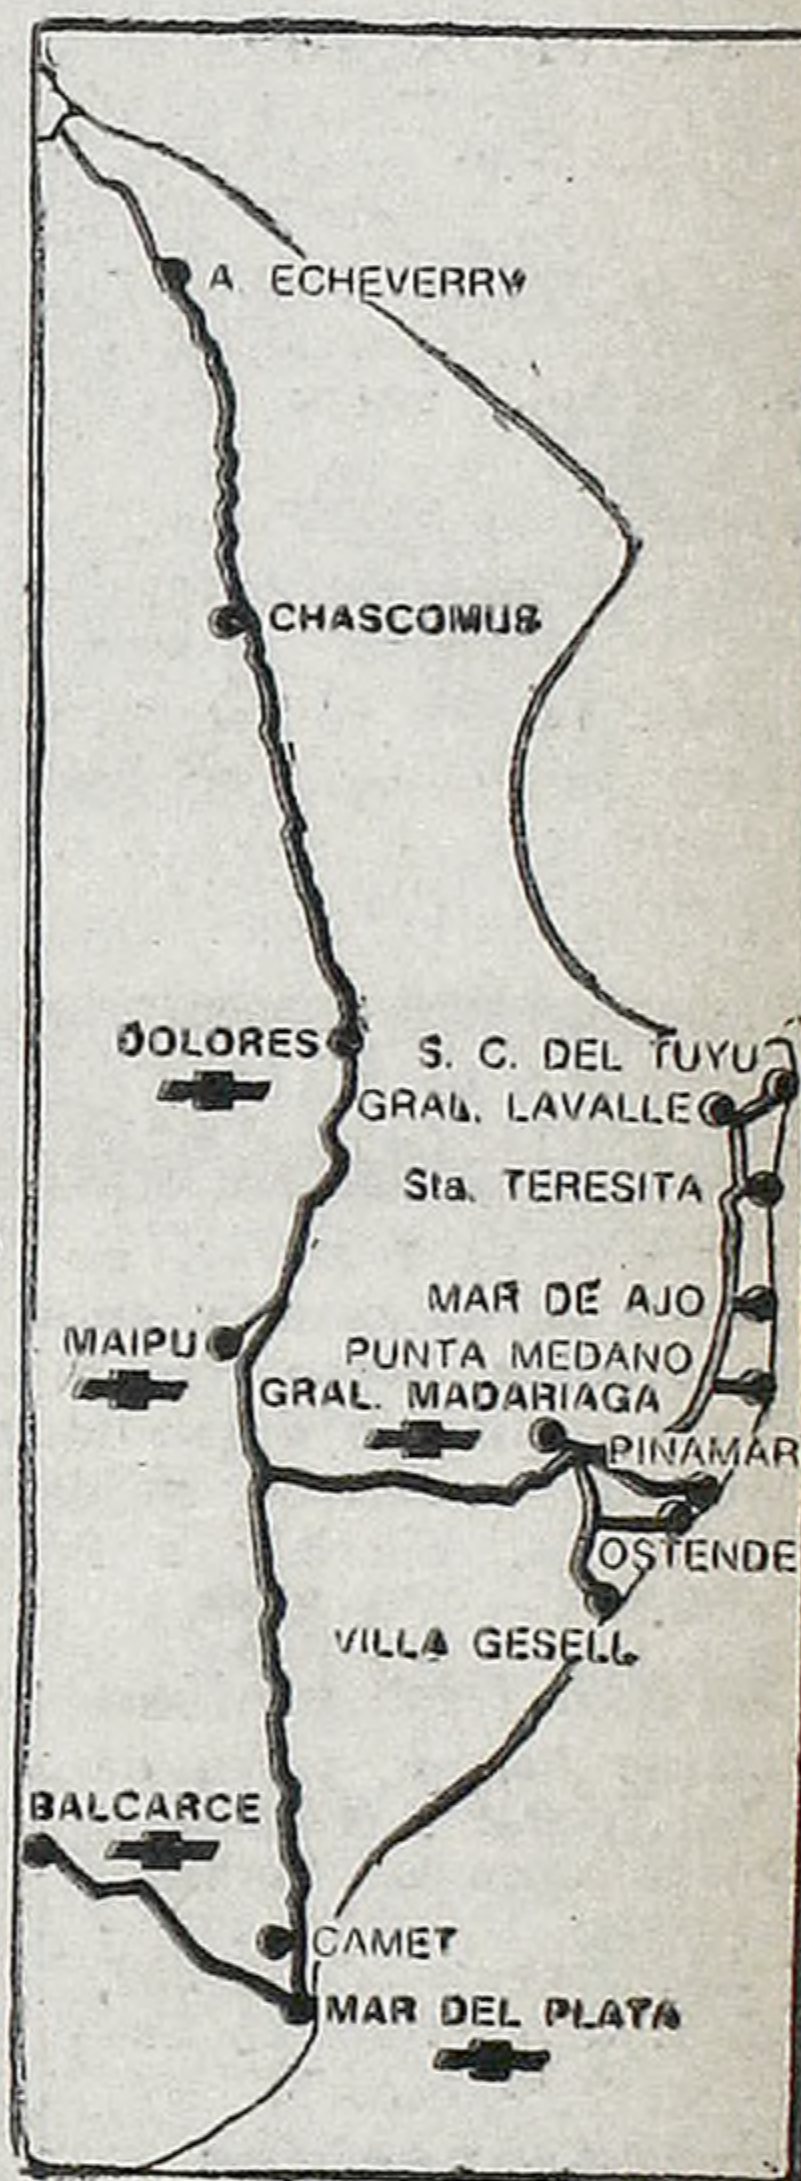 A. ECHEVERRY
CHASCOMUS
DOLORES
S. C. DEL TUYU
GRAL. LAVALLE
Sta. TERESITA
MAR DE AJO
MAIPU
PUNTA MEDANO
GRAL. MADARIAGA
PINAMAR
OSTENDE
VILLA GESELL
BALCARCE
CAMET
MAR DEL PLATA